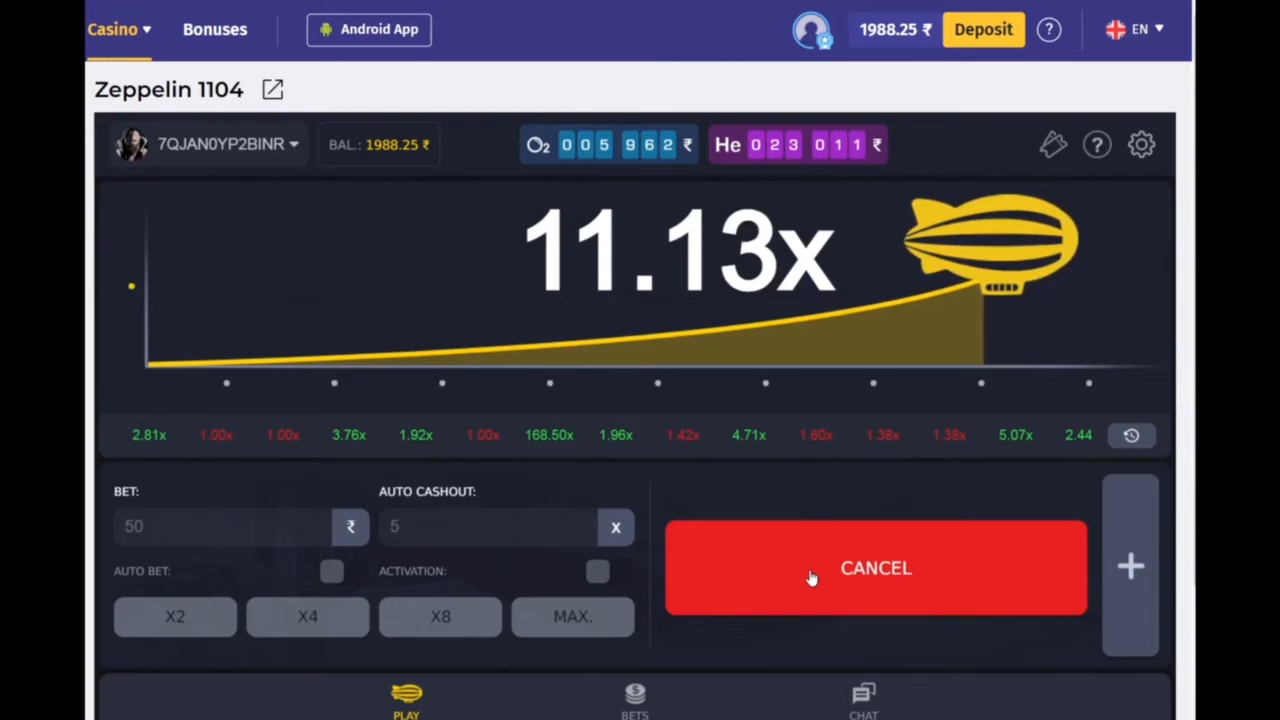 Casino Bonuses Android App 1988.25 ₹ Deposit ? EN
Zeppelin 1104
7QJAN0YP2BINR BAL.: 1988.25 ₹ O2 005 962 ₹ He 023 011 ₹ ?
11.13x
2.81x 1.00x 1.00x 3.76x 1.92x 1.00x 168.50x 1.96x 1.42x 4.71x 1.60x 1.38x 1.38x 5.07x 2.44
BET: AUTO CASHOUT:
50 ₹ 5 x
CANCEL +
AUTO BET: ACTIVATION:
X2 X4 X8 MAX.
PLAY BETS CHAT